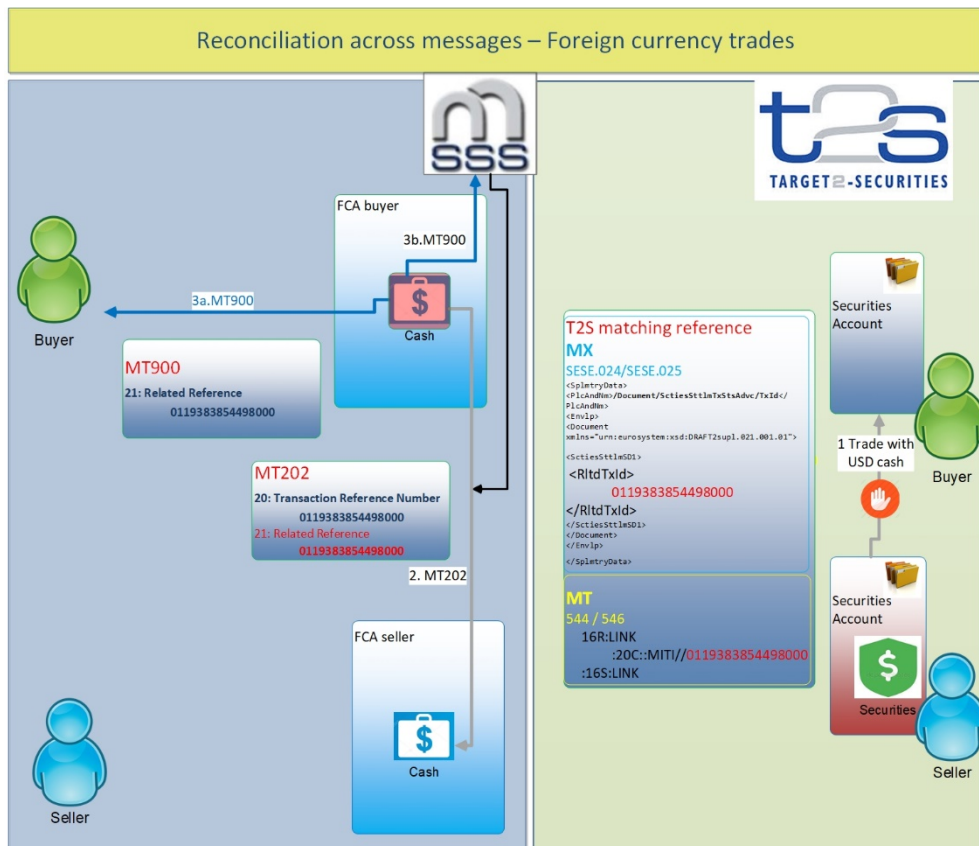 Reconciliation across messages – Foreign currency trades
sss
t2s
TARGET2-SECURITIES
FCA buyer
3b.MT900
3a.MT900
Cash
Buyer
MT900
21: Related Reference
0119383854498000
MT202
20: Transaction Reference Number
0119383854498000
21: Related Reference
0119383854498000
2. MT202
FCA seller
Cash
Seller
T2S matching reference
MX
SESE.024/SESE.025
<SplmtryData>
<PlcAndNm>/Document/SctiesSttlmTxStsAdvc/TxId</
PlcAndNm>
<Envlp>
<Document
xmlns="urn:eurosystem:xsd:DRAFT2supl.021.001.01">
<SctiesSttlmSD1>
<RltdTxId>
0119383854498000
</RltdTxId>
</SctiesSttlmSD1>
</Document>
</Envlp>
</SplmtryData>
MT
544 / 546
16R:LINK
:20C::MITI//0119383854498000
:16S:LINK
Securities
Account
1 Trade with
USD cash
Buyer
Securities
Account
Securities
Seller